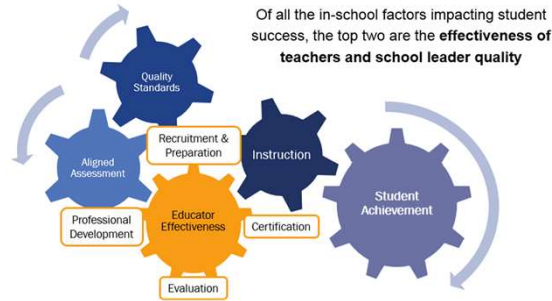 Of all the in-school factors impacting student
success, the top two are the effectiveness of
teachers and school leader quality
Quality
Standards
Aligned
Assessment
Recruitment &
Preparation
Instruction
Student
Achievement
Professional
Development
Educator
Effectiveness
Certification
Evaluation